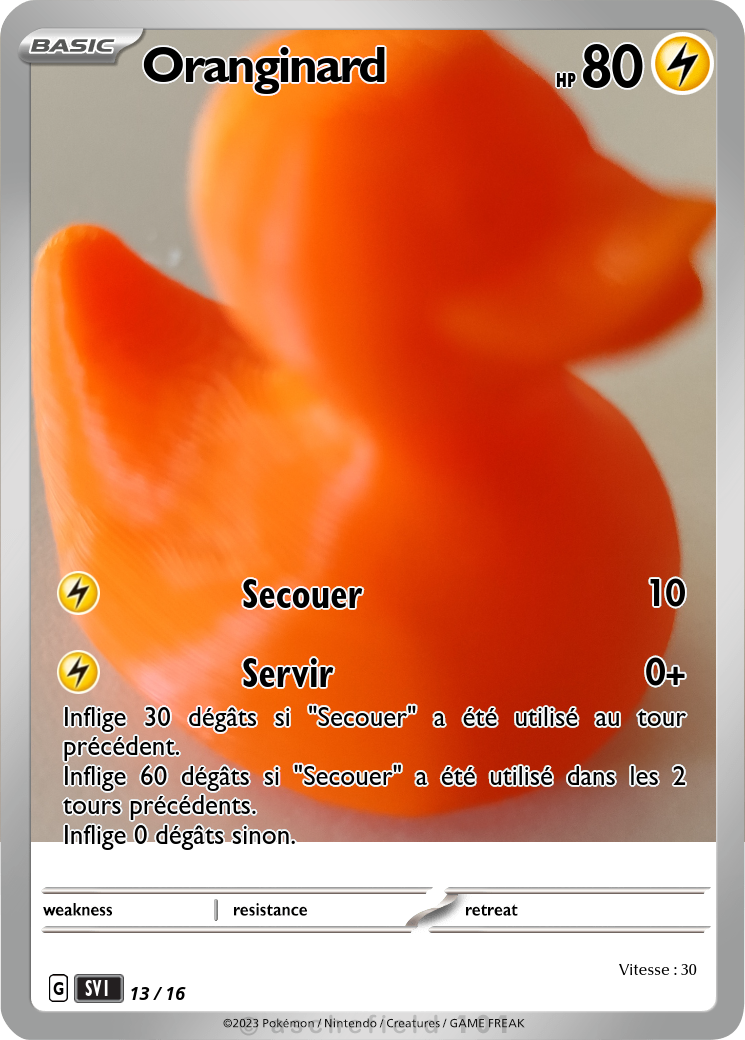 BASIC
Oranginard
HP 80
Secouer 10
Servir 0+
Inflige 30 dégâts si "Secouer" a été utilisé au tour
précédent.
Inflige 60 dégâts si "Secouer" a été utilisé dans les 2
tours précédents.
Inflige 0 dégâts sinon.
weakness resistance retreat
Vitesse : 30
G SVI 13 / 16
©2023 Pokémon / Nintendo / Creatures / GAME FREAK